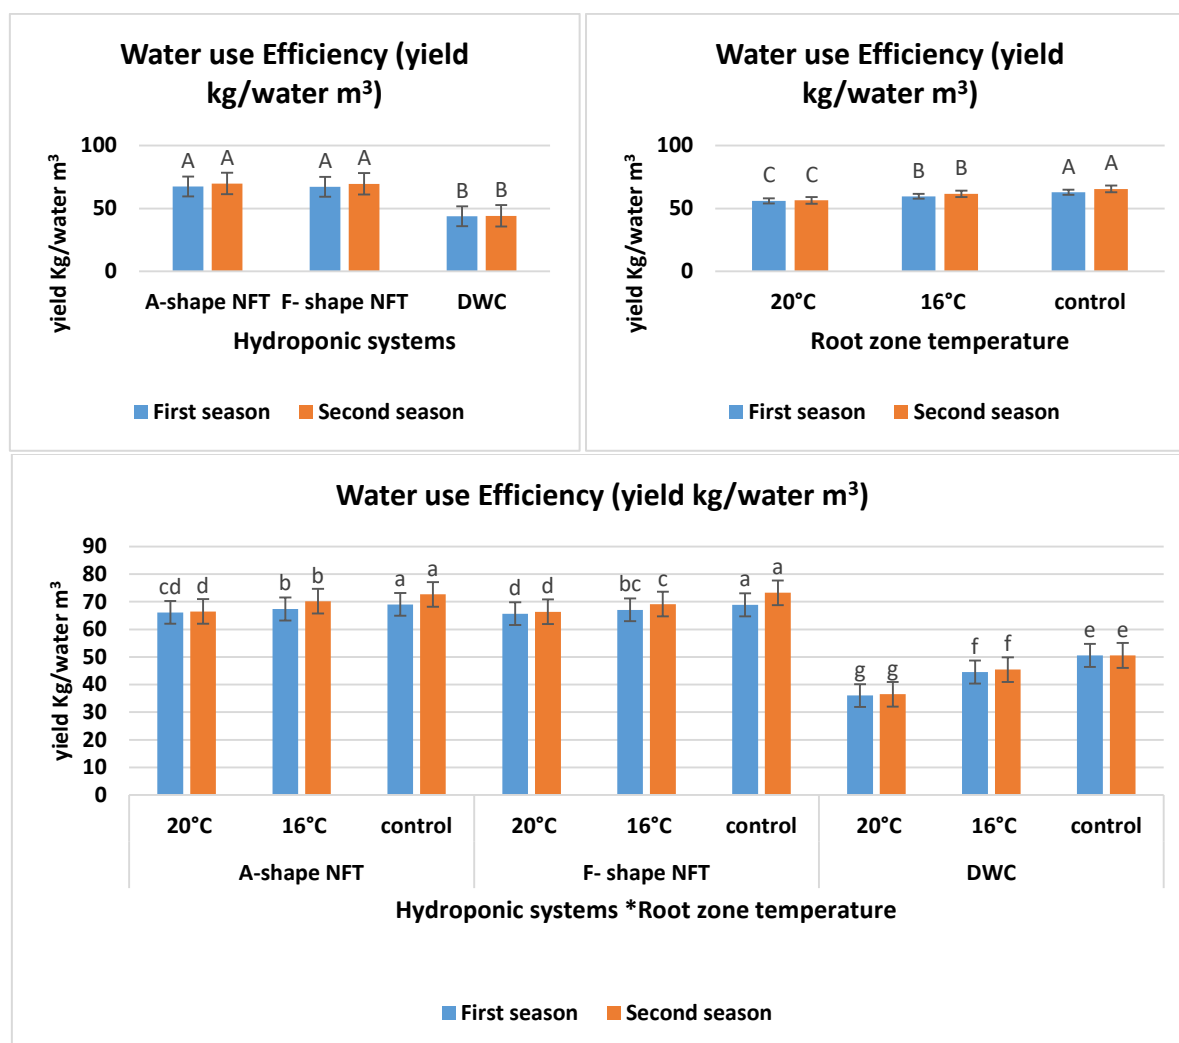 Water use Efficiency (yield
kg/water m³)
yield Kg/water m³
100
50
0
A A
A A
B B
A-shape NFT F- shape NFT DWC
Hydroponic systems
First season Second season
Water use Efficiency (yield
kg/water m³)
yield Kg/water m³
100
50
0
C C
B B
A A
20°C 16°C control
Root zone temperature
First season Second season
Water use Efficiency (yield kg/water m³)
yield Kg/water m³
90
80
70
60
50
40
30
20
10
0
cd d b b a a d d bc c a a g g f f e e
20°C 16°C control 20°C 16°C control 20°C 16°C control
A-shape NFT F- shape NFT DWC
Hydroponic systems *Root zone temperature
First season Second season